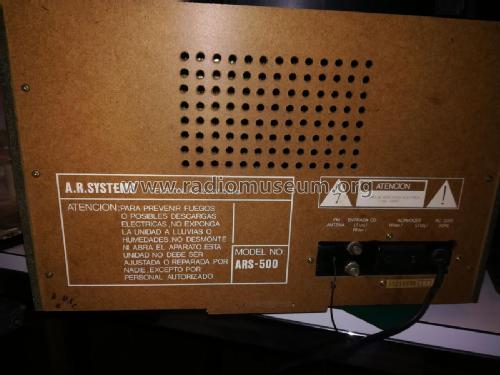 A.R.SYSTEM
www.radiomuseum.org
ATENCION:PARA PREVENIR FUEGOS
O POSIBLES DESCARGAS
ELECTRICAS,NO EXPONGA
LA UNIDAD A LLUVIAS O
HUMEDADES.NO DESMONTE
NI ABRA EL APARATO.ESTA
UNIDAD NO DEBE SER
AJUSTADA O REPARADA POR
NADIE,EXCEPTO POR
PERSONAL AUTORIZADO
MODEL NO:
ARS-500
ATENCION
FM
ANTENA
ENTRADA CD